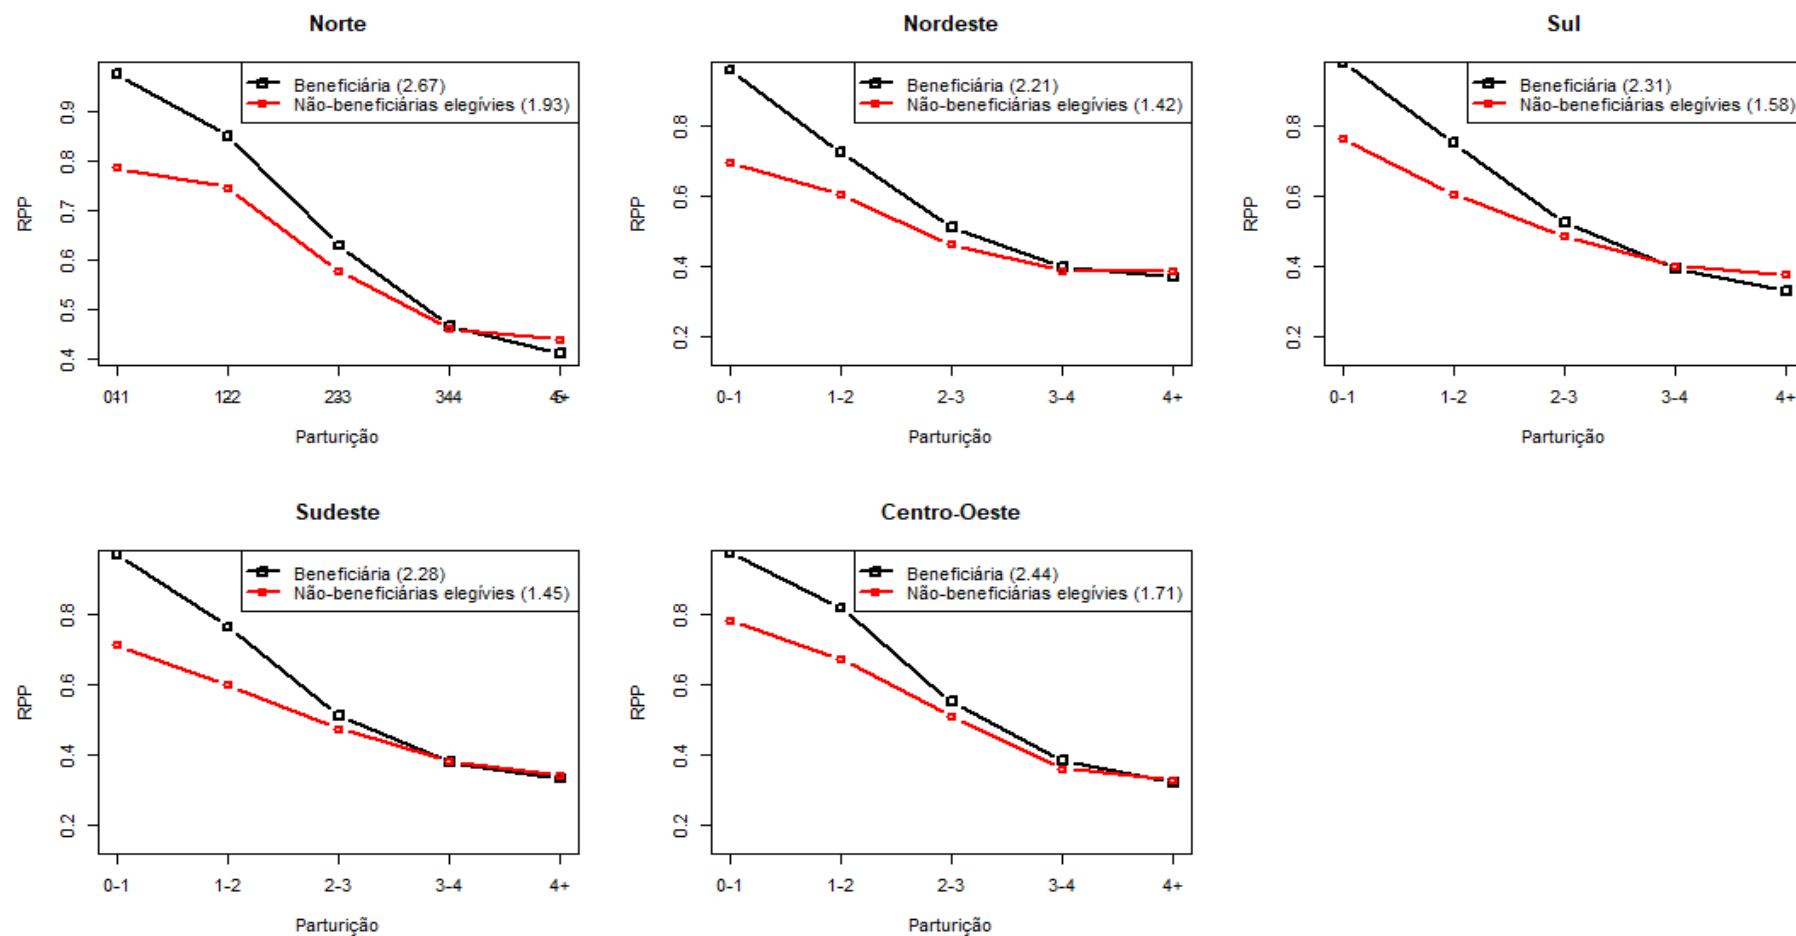 Norte
Beneficiária (2.67)
Não-beneficiárias elegívies (1.93)
RPP
0.9
0.8
0.7
0.6
0.5
0.4
Parturição
Nordeste
Beneficiária (2.21)
Não-beneficiárias elegívies (1.42)
RPP
0.8
0.6
0.4
0.2
0-1 1-2 2-3 3-4 4+
Parturição
Sul
Beneficiária (2.31)
Não-beneficiárias elegívies (1.58)
RPP
0.8
0.6
0.4
0.2
0-1 1-2 2-3 3-4 4+
Parturição
Sudeste
Beneficiária (2.28)
Não-beneficiárias elegívies (1.45)
RPP
0.8
0.6
0.4
0.2
0-1 1-2 2-3 3-4 4+
Parturição
Centro-Oeste
Beneficiária (2.44)
Não-beneficiárias elegívies (1.71)
RPP
0.8
0.6
0.4
0.2
0-1 1-2 2-3 3-4 4+
Parturição